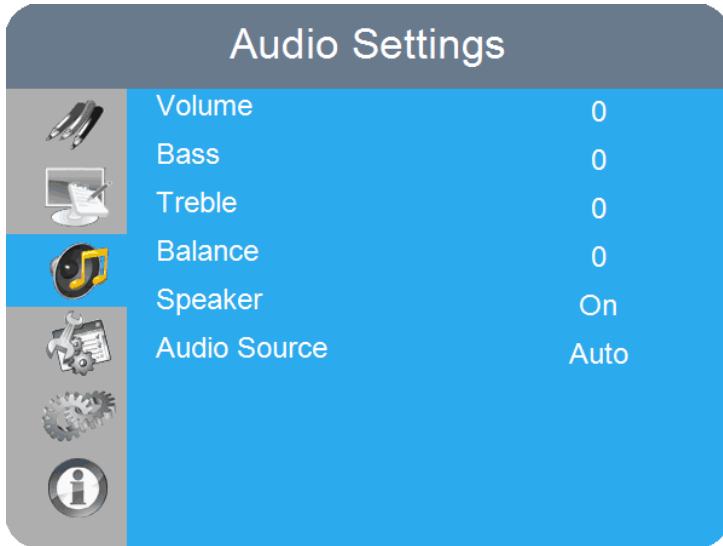 Audio Settings
Volume 0
Bass 0
Treble 0
Balance 0
Speaker On
Audio Source Auto